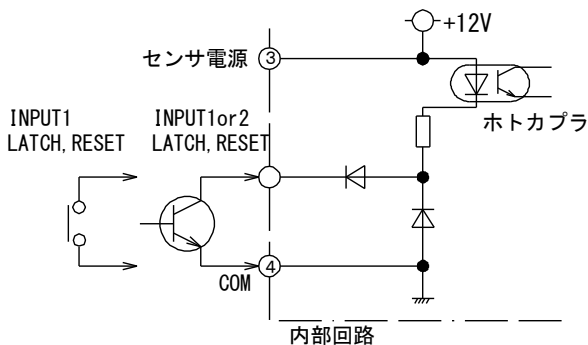 +12V
センサ電源 ③
ホトカプラ
INPUT1
LATCH, RESET
INPUT1or2
LATCH, RESET
COM ④
内部回路